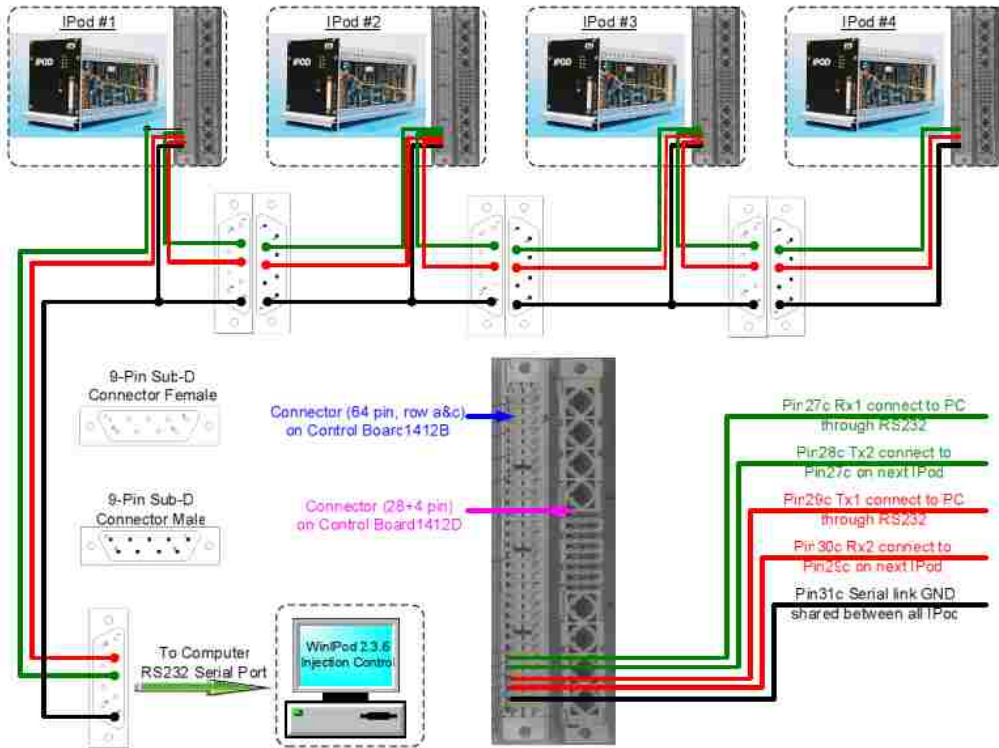 IPod #1
IPod #2
IPod #3
IPod #4
IPOD
IPOD
IPOD
IPOD
9-Pin Sub-D
Connector Female
9-Pin Sub-D
Connector Male
Connector (64 pin, row a&c)
on Control Board1412B
Connector (28+4 pin)
on Control Board1412D
Pin27c Rx1 connect to PC
through RS232
Pin28c Tx2 connect to
Pin27c on next IPod
Pin29c Tx1 connect to PC
through RS232
Pin30c Rx2 connect to
Pin29c on next IPod
Pin31c Serial link GND
shared between all IPod
To Computer
RS232 Serial Port
WinIPod 2.3.6
Injection Control